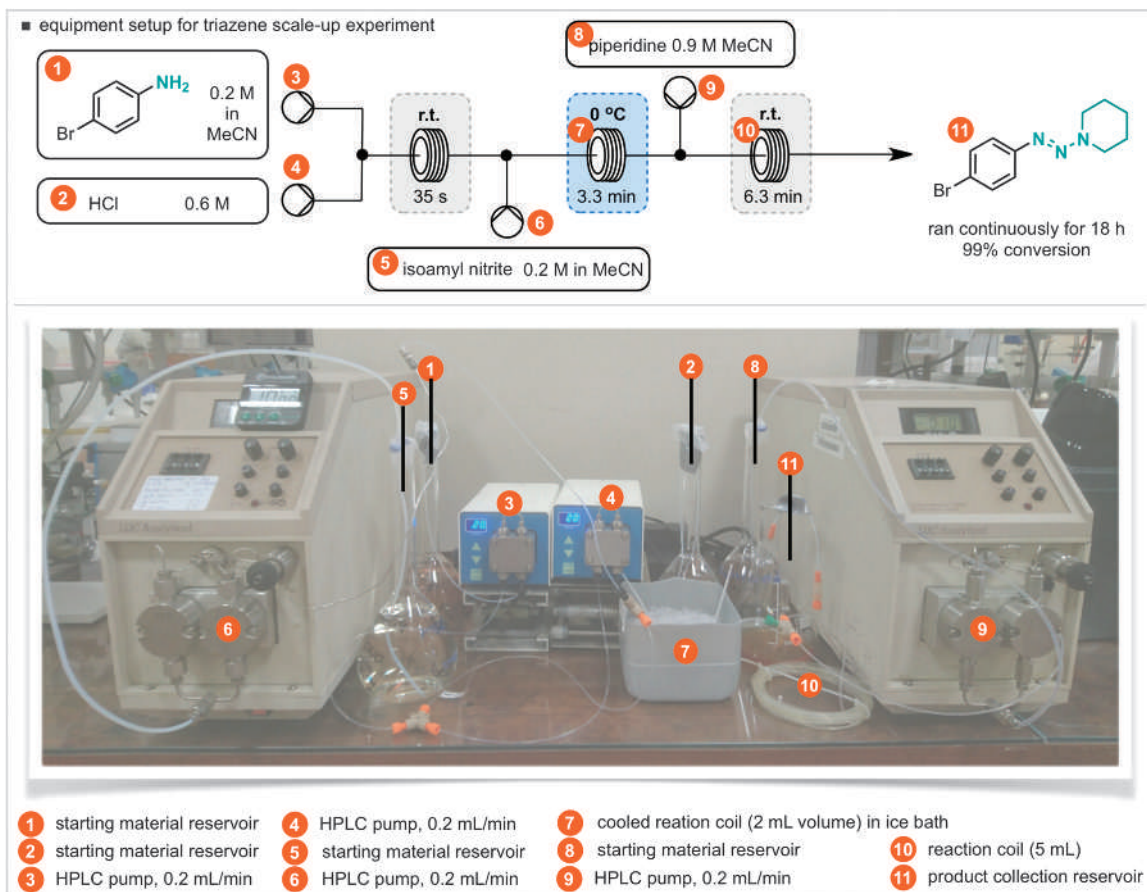 ■ equipment setup for triazene scale-up experiment
1
NH2
0.2 M
in
MeCN
Br
2 HCl 0.6 M
3
4
r.t.
35 s
5 isoamyl nitrite 0.2 M in MeCN
6
0 °C
7
3.3 min
8 piperidine 0.9 M MeCN
9
r.t.
10
6.3 min
11
N N N
Br
ran continuously for 18 h
99% conversion
1
5
2
8
11
3
4
20
20
6
7
9
10
1 starting material reservoir
2 starting material reservoir
3 HPLC pump, 0.2 mL/min
4 HPLC pump, 0.2 mL/min
5 starting material reservoir
6 HPLC pump, 0.2 mL/min
7 cooled reation coil (2 mL volume) in ice bath
8 starting material reservoir
9 HPLC pump, 0.2 mL/min
10 reaction coil (5 mL)
11 product collection reservoir